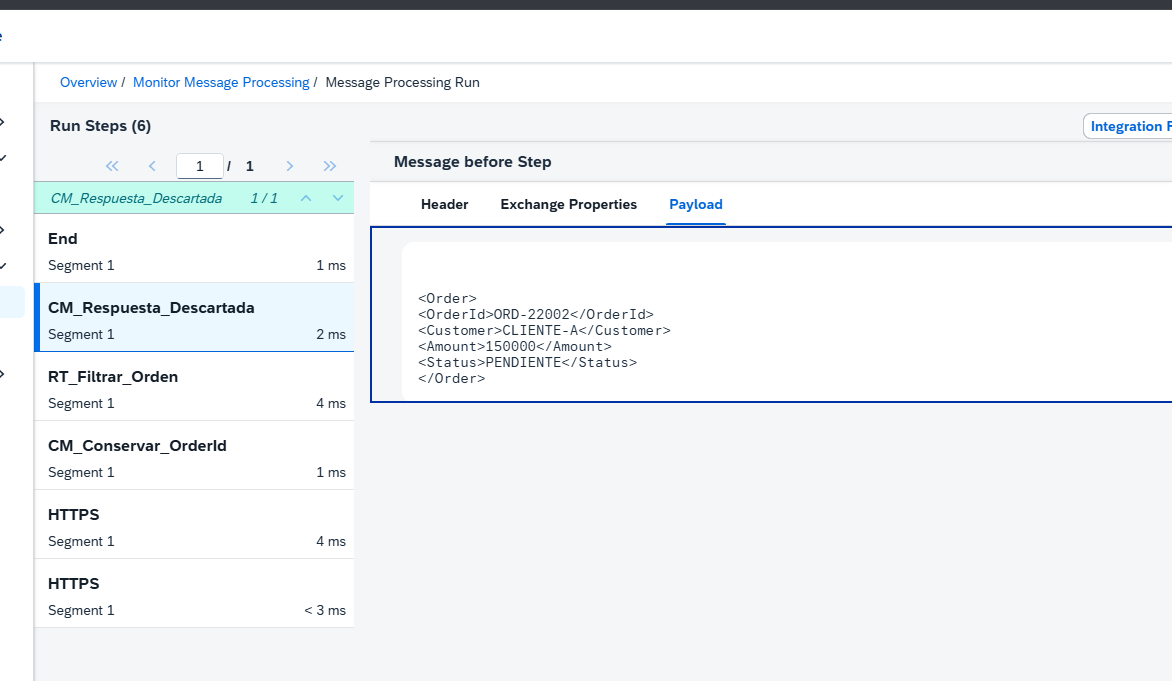 Overview / Monitor Message Processing / Message Processing Run
Run Steps (6)
Integration
1 / 1
Message before Step
CM_Respuesta_Descartada 1 / 1
Header Exchange Properties Payload
End
Segment 1 1 ms
CM_Respuesta_Descartada
Segment 1 2 ms
RT_Filtrar_Orden
Segment 1 4 ms
CM_Conservar_OrderId
Segment 1 1 ms
HTTPS
Segment 1 4 ms
HTTPS
Segment 1 < 3 ms
<Order>
<OrderId>ORD-22002</OrderId>
<Customer>CLIENTE-A</Customer>
<Amount>150000</Amount>
<Status>PENDIENTE</Status>
</Order>